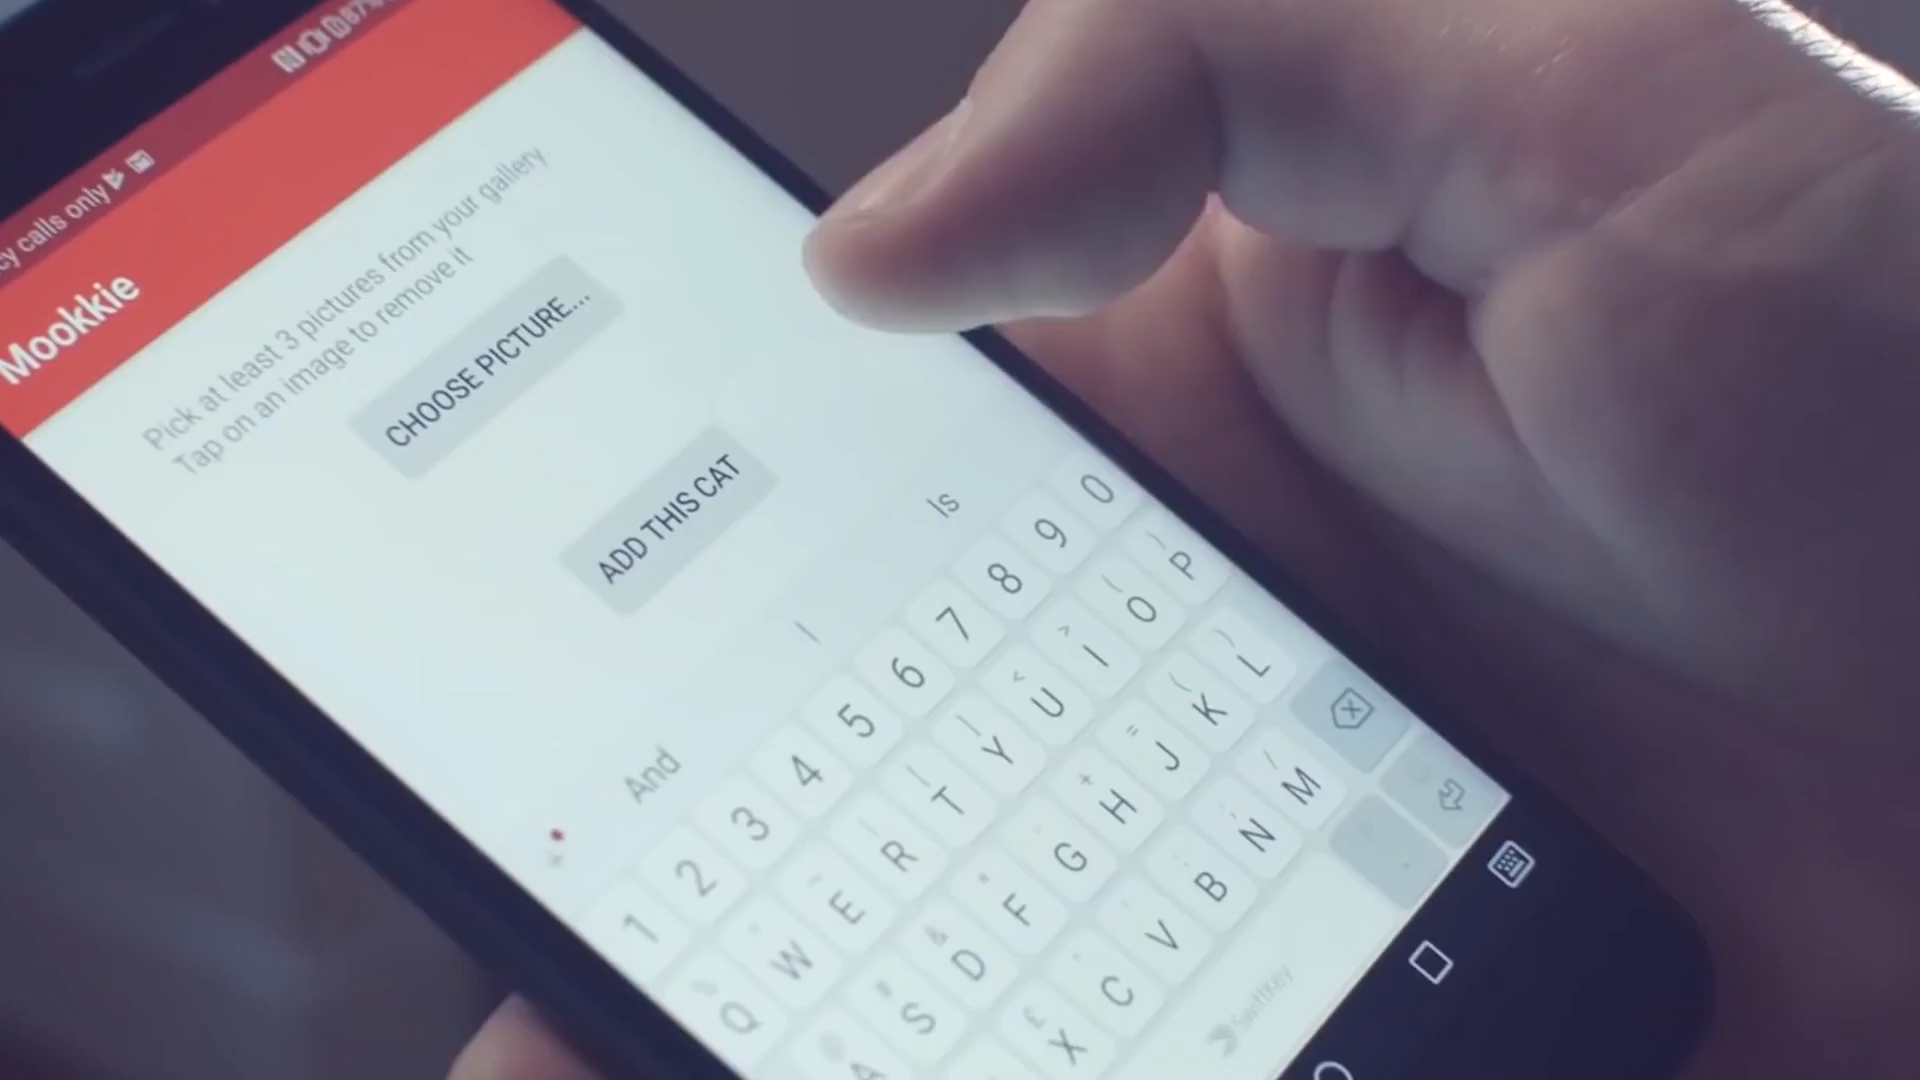 cy calls only
Mookkie
Pick at least 3 pictures from your gallery.
Tap on an image to remove it
CHOOSE PICTURE...
ADD THIS CAT
And
I
Is
1 2 3 4 5 6 7 8 9 0
Q W E R T Y U I O P
A S D F G H J K L
X C V B N M
SwiftKey